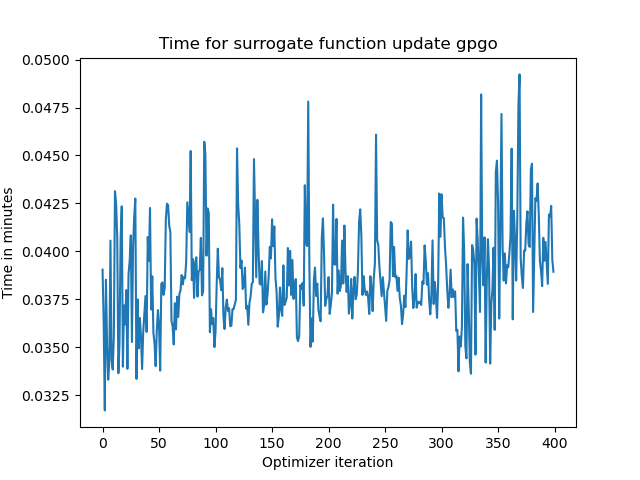 Time for surrogate function update gpgo
0.0500
0.0475
0.0450
0.0425
0.0400
0.0375
0.0350
0.0325
Time in minutes
0 50 100 150 200 250 300 350 400
Optimizer iteration